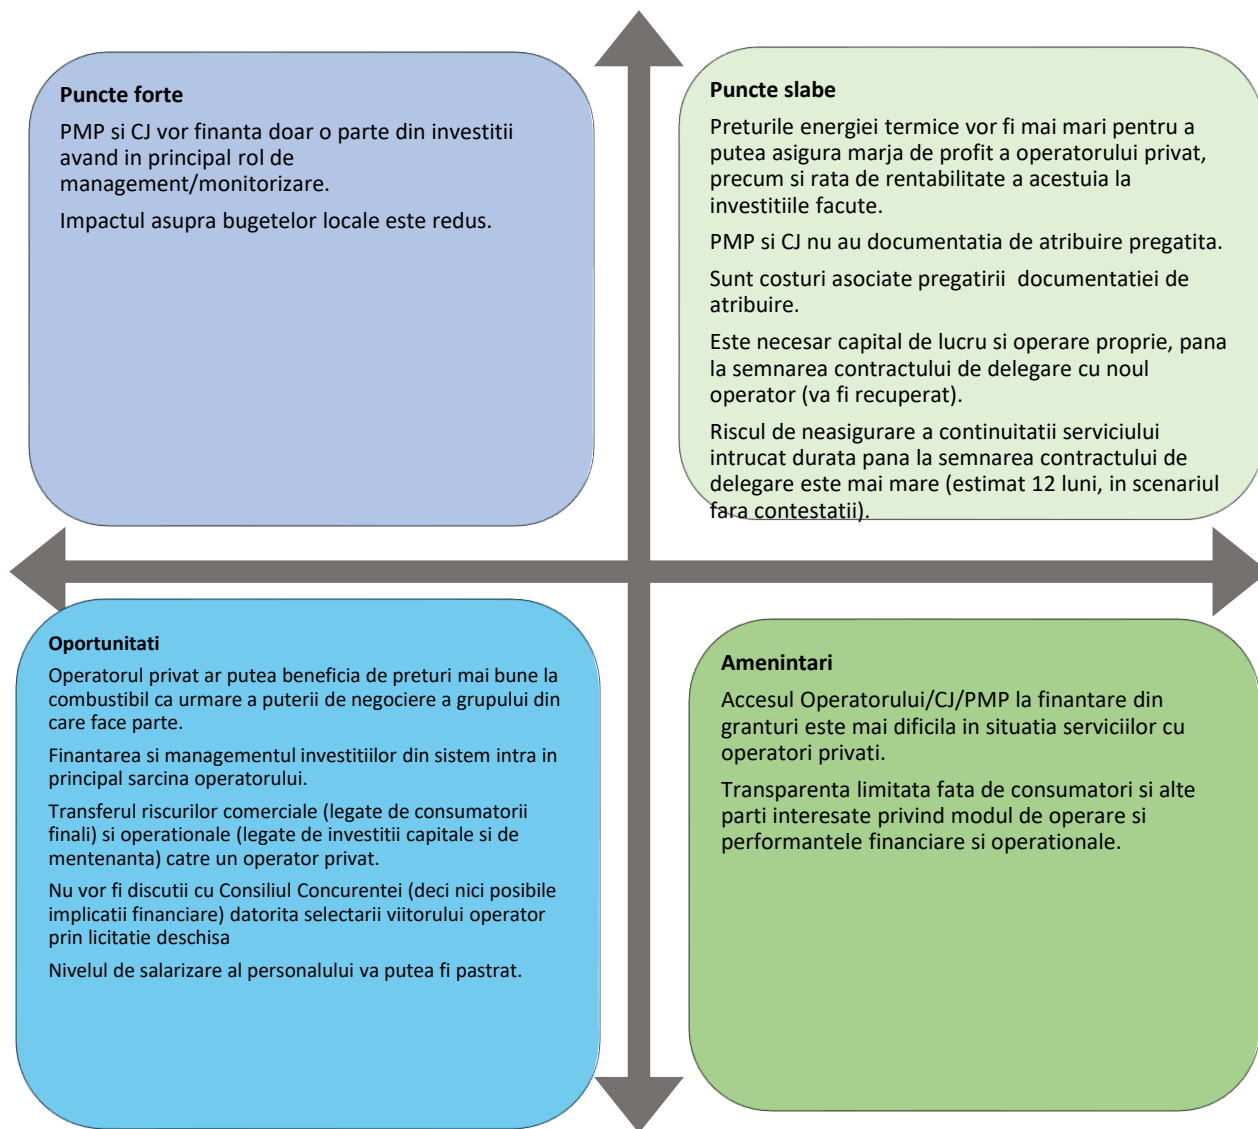 Puncte forte
PMP si CJ vor finanta doar o parte din investitii
avand in principal rol de
management/monitorizare.
Impactul asupra bugetelor locale este redus.
Puncte slabe
Preturile energiei termice vor fi mai mari pentru a
putea asigura marja de profit a operatorului privat,
precum si rata de rentabilitate a acestuia la
investitiile facute.
PMP si CJ nu au documentatia de atribuire pregatita.
Sunt costuri asociate pregatirii documentatiei de
atribuire.
Este necesar capital de lucru si operare proprie, pana
la semnarea contractului de delegare cu noul
operator (va fi recuperat).
Riscul de neasigurare a continuitatii serviciului
intrucat durata pana la semnarea contractului de
delegare este mai mare (estimat 12 luni, in scenariul
fara contestatii).
Oportunitati
Operatorul privat ar putea beneficia de preturi mai bune la
combustibil ca urmare a puterii de negociere a grupului din
care face parte.
Finantarea si managementul investitiilor din sistem intra in
principal sarcina operatorului.
Transferul riscurilor comerciale (legate de consumatorii
finali) si operationale (legate de investitii capitale si de
mentenanta) catre un operator privat.
Nu vor fi discutii cu Consiliul Concurentei (deci nici posibile
implicatii financiare) datorita selectarii viitorului operator
prin licitatie deschisa
Nivelul de salarizare al personalului va putea fi pastrat.
Amenintari
Accesul Operatorului/CJ/PMP la finantare din
granturi este mai dificila in situatia serviciilor cu
operatori privati.
Transparenta limitata fata de consumatori si alte
parti interesate privind modul de operare si
performantele financiare si operationale.